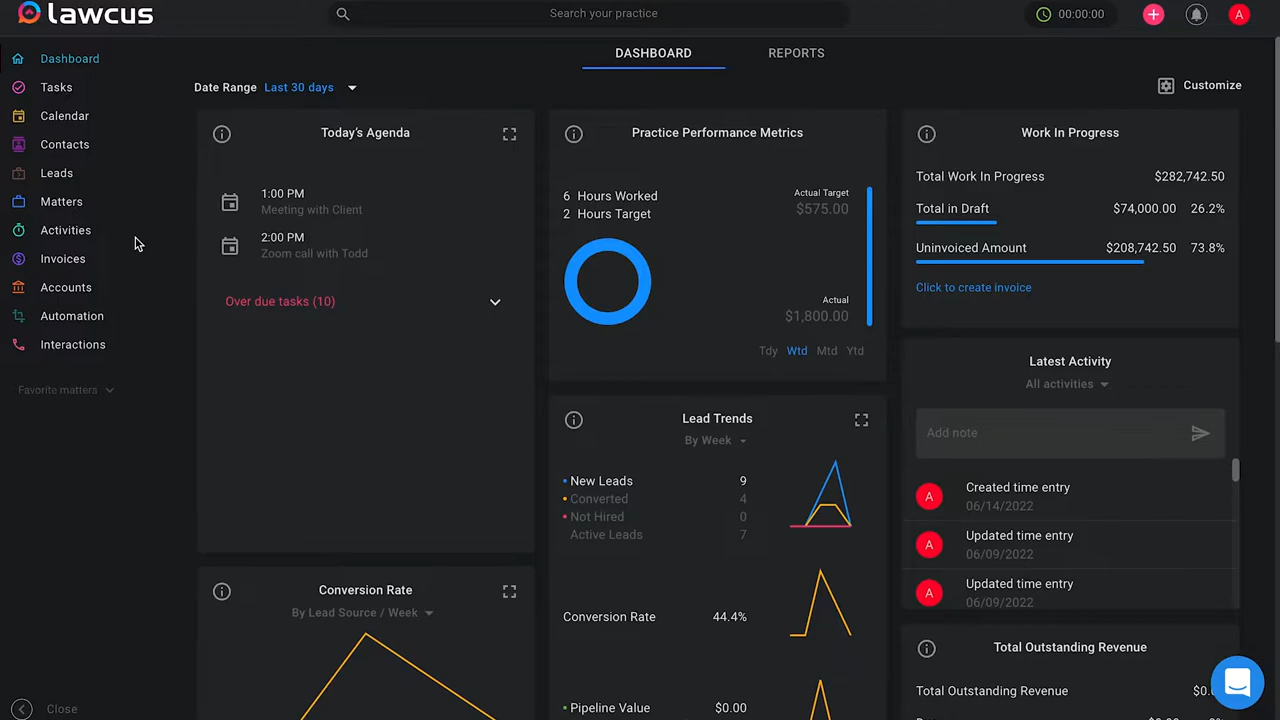 lawcus
Search your practice
00:00:00
A
Dashboard
Tasks
Calendar
Contacts
Leads
Matters
Activities
Invoices
Accounts
Automation
Interactions
Favorite matters
Close
DASHBOARD
REPORTS
Date Range Last 30 days
Customize
Today's Agenda
1:00 PM
Meeting with Client
2:00 PM
Zoom call with Todd
Over due tasks (10)
Conversion Rate
By Lead Source / Week
Practice Performance Metrics
6 Hours Worked
2 Hours Target
Actual Target
$575.00
Actual
$1,800.00
Tdy Wtd Mtd Ytd
Lead Trends
By Week
New Leads 9
Converted 4
Not Hired 0
Active Leads 7
Conversion Rate 44.4%
Pipeline Value $0.00
Work In Progress
Total Work In Progress $282,742.50
Total in Draft $74,000.00 26.2%
Uninvoiced Amount $208,742.50 73.8%
Click to create invoice
Latest Activity
All activities
Add note
A
Created time entry
06/14/2022
A
Updated time entry
06/09/2022
A
Updated time entry
06/09/2022
Total Outstanding Revenue
Total Outstanding Revenue